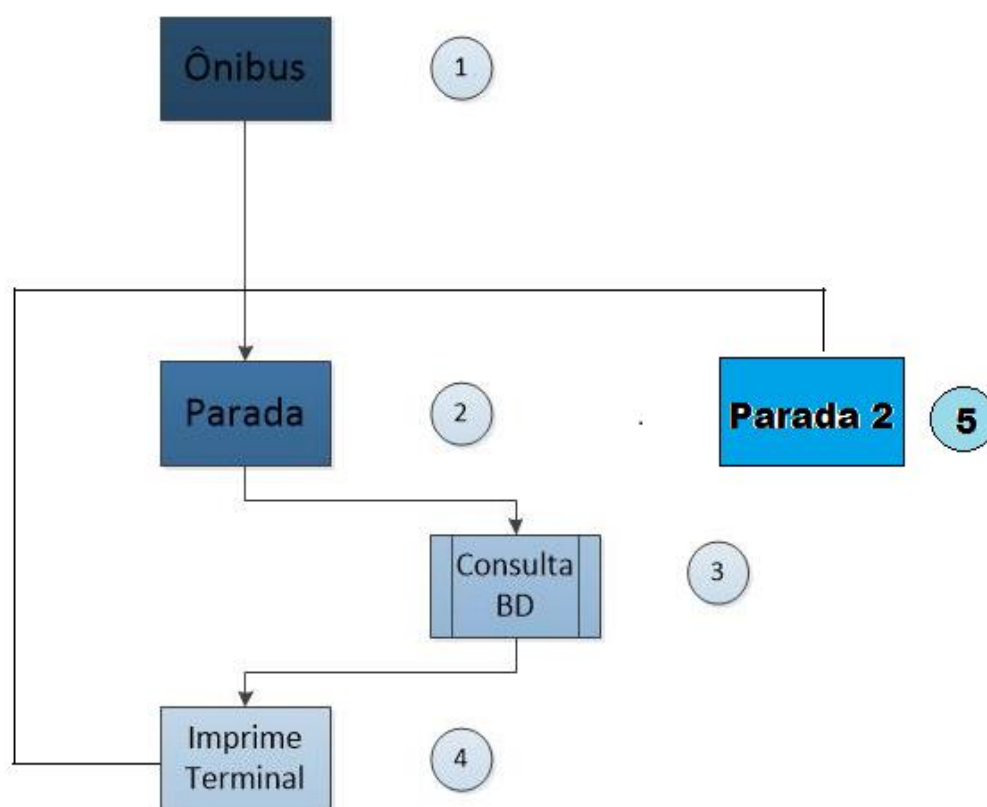 Ônibus
1
Parada
2
Parada 2
5
Consulta
BD
3
Imprime
Terminal
4